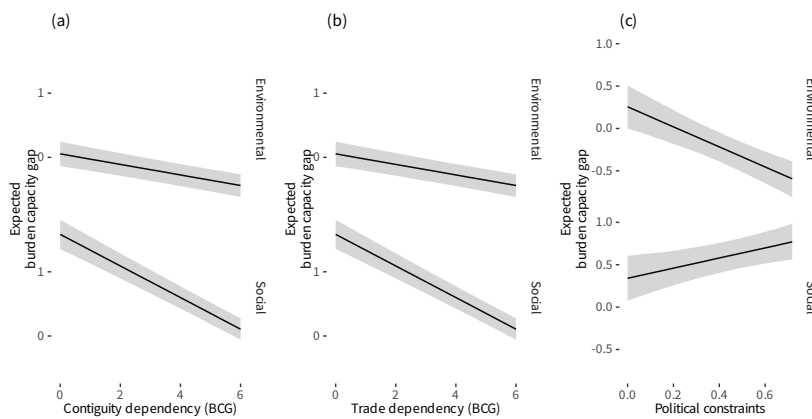 (a)
(b)
(c)
Expected
burden capacity gap
1
0
1
0
Environmental
Social
0
2
4
6
Contiguity dependency (BCG)
Expected
burden capacity gap
1
0
1
0
Environmental
Social
0
2
4
6
Trade dependency (BCG)
Expected
burden capacity gap
1.0
0.5
0.0
-0.5
1.0
0.5
0.0
-0.5
Environmental
Social
0.0
0.2
0.4
0.6
Political constraints